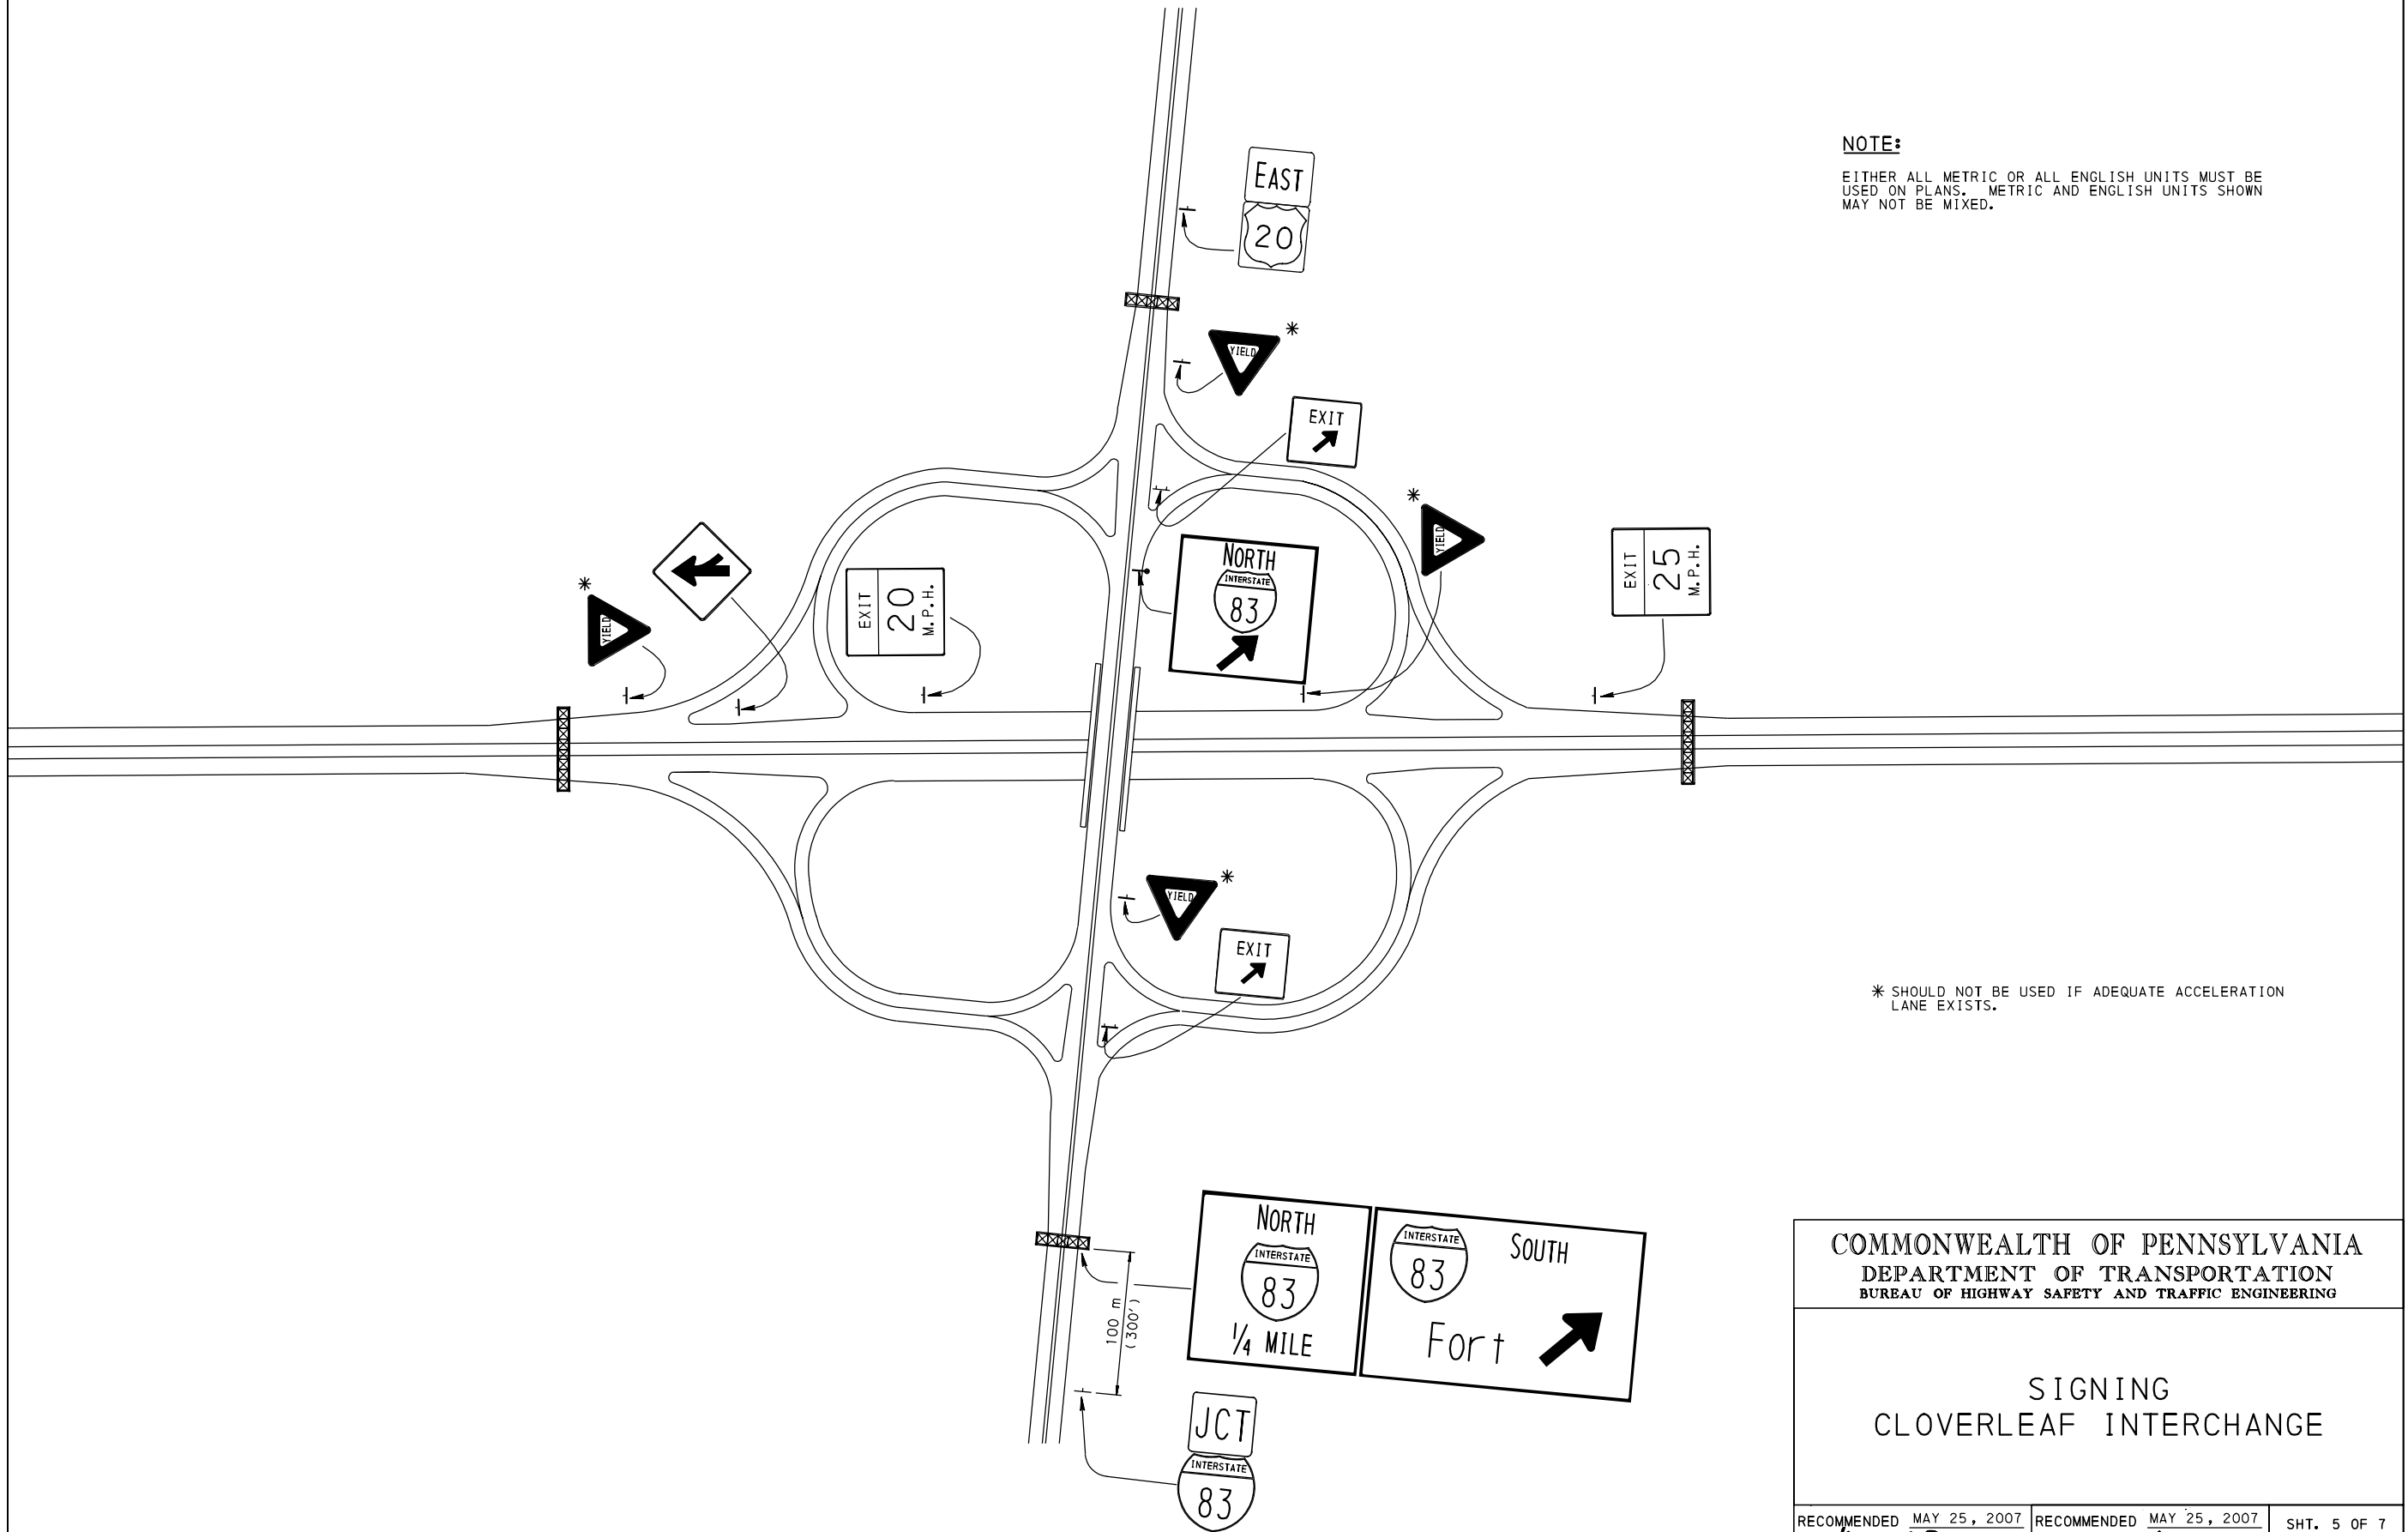 NOTE:
EITHER ALL METRIC OR ALL ENGLISH UNITS MUST BE
USED ON PLANS. METRIC AND ENGLISH UNITS SHOWN
MAY NOT BE MIXED.
EAST
20
YIELD
*
EXIT
*
YIELD
EXIT
25
M.P.H.
*
YIELD
EXIT
20
M.P.H.
NORTH
INTERSTATE
83
YIELD
*
EXIT
* SHOULD NOT BE USED IF ADEQUATE ACCELERATION
LANE EXISTS.
NORTH
INTERSTATE
83
1/4 MILE
INTERSTATE
83
SOUTH
Fort
100 m
(300')
JCT
INTERSTATE
83
COMMONWEALTH OF PENNSYLVANIA
DEPARTMENT OF TRANSPORTATION
BUREAU OF HIGHWAY SAFETY AND TRAFFIC ENGINEERING
SIGNING
CLOVERLEAF INTERCHANGE
RECOMMENDED MAY 25, 2007
RECOMMENDED MAY 25, 2007
SHT. 5 OF 7